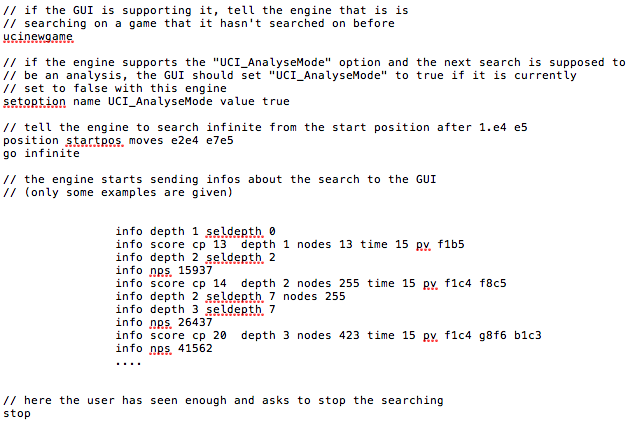 // if the GUI is supporting it, tell the engine that is is
// searching on a game that it hasn't searched on before
ucinewgame
// if the engine supports the "UCI_AnalyseMode" option and the next search is supposed to
// be an analysis, the GUI should set "UCI_AnalyseMode" to true if it is currently
// set to false with this engine
setoption name UCI_AnalyseMode value true
// tell the engine to search infinite from the start position after 1.e4 e5
position startpos moves e2e4 e7e5
go infinite
// the engine starts sending infos about the search to the GUI
// (only some examples are given)
info depth 1 seldepth 0
info score cp 13  depth 1 nodes 13 time 15 pv f1b5
info depth 2 seldepth 2
info nps 15937
info score cp 14  depth 2 nodes 255 time 15 pv f1c4 f8c5
info depth 2 seldepth 7 nodes 255
info depth 3 seldepth 7
info nps 26437
info score cp 20  depth 3 nodes 423 time 15 pv f1c4 g8f6 b1c3
info nps 41562
....
// here the user has seen enough and asks to stop the searching
stop